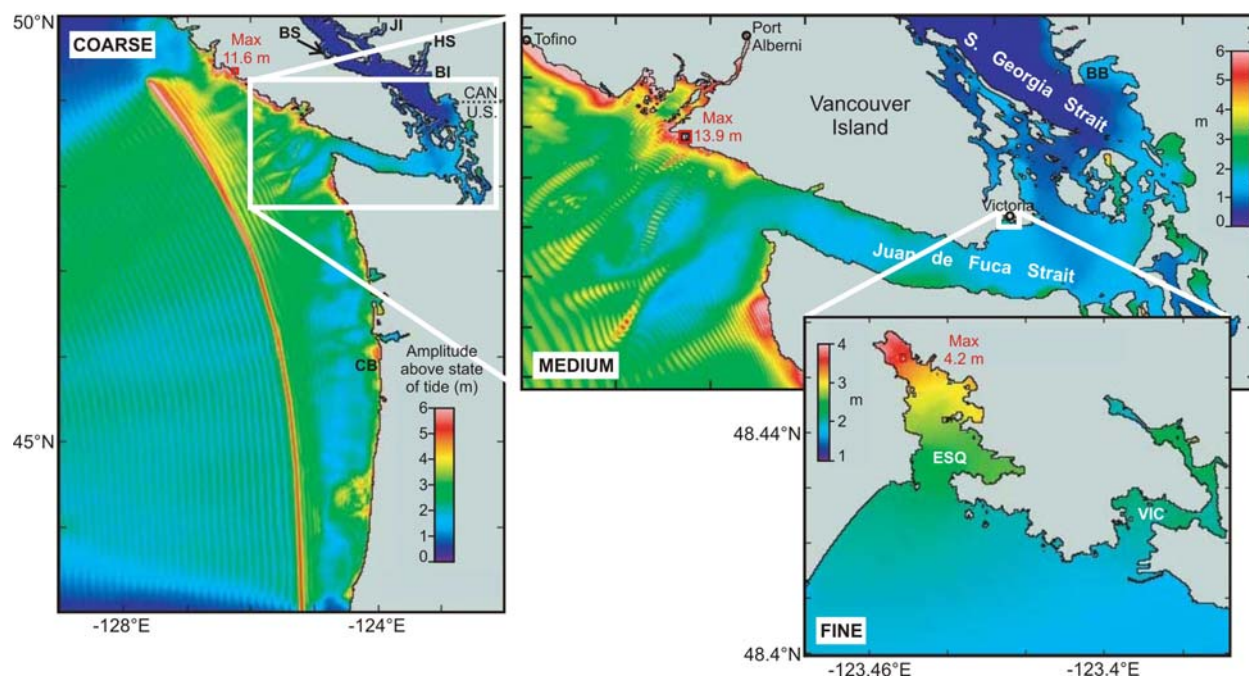 50°N
COARSE
Max
11.6 m
BS
JI
HS
BI
CAN
U.S.
CB
Amplitude
above state
of tide (m)
6
5
4
3
2
1
0
45°N
-128°E
-124°E
Tofino
Port
Alberni
Max
13.9 m
Vancouver
Island
S. Georgia Strait
BB
6
5
4
m
3
2
1
0
Victoria
Juan de Fuca Strait
MEDIUM
4
3
m
2
1
Max
4.2 m
48.44°N
ESQ
VIC
FINE
48.4°N
-123.46°E
-123.4°E